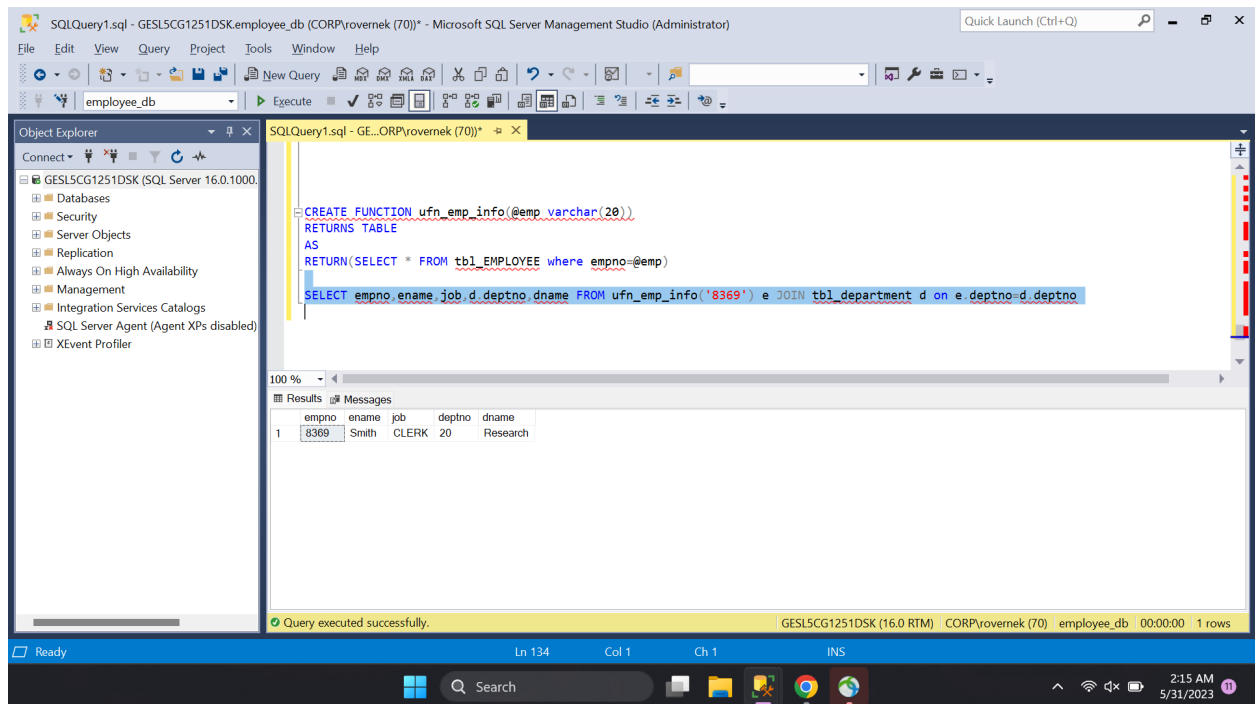 SQLQuery1.sql - GESL5CG1251DSK.employee_db (CORP\rovernek (70))* - Microsoft SQL Server Management Studio (Administrator)
Quick Launch (Ctrl+Q)
File Edit View Query Project Tools Window Help
New Query MDX DMX XMLA DAX
employee_db
Execute
Object Explorer
SQLQuery1.sql - GE...ORP\rovernek (70))*
Connect
GESL5CG1251DSK (SQL Server 16.0.1000.
Databases
Security
Server Objects
Replication
Always On High Availability
Management
Integration Services Catalogs
SQL Server Agent (Agent XPs disabled)
XEvent Profiler
CREATE FUNCTION ufn_emp_info(@emp varchar(20))
RETURNS TABLE
AS
RETURN(SELECT * FROM tbl_EMPLOYEE where empno=@emp)
SELECT empno,ename,job,d.deptno,dname FROM ufn_emp_info('8369') e JOIN tbl_department d on e.deptno=d.deptno
100 %
Results Messages
empno ename job deptno dname
1 8369 Smith CLERK 20 Research
Query executed successfully.
GESL5CG1251DSK (16.0 RTM) CORP\rovernek (70) employee_db 00:00:00 1 rows
Ready Ln 134 Col 1 Ch 1 INS
Search
2:15 AM
5/31/2023
11